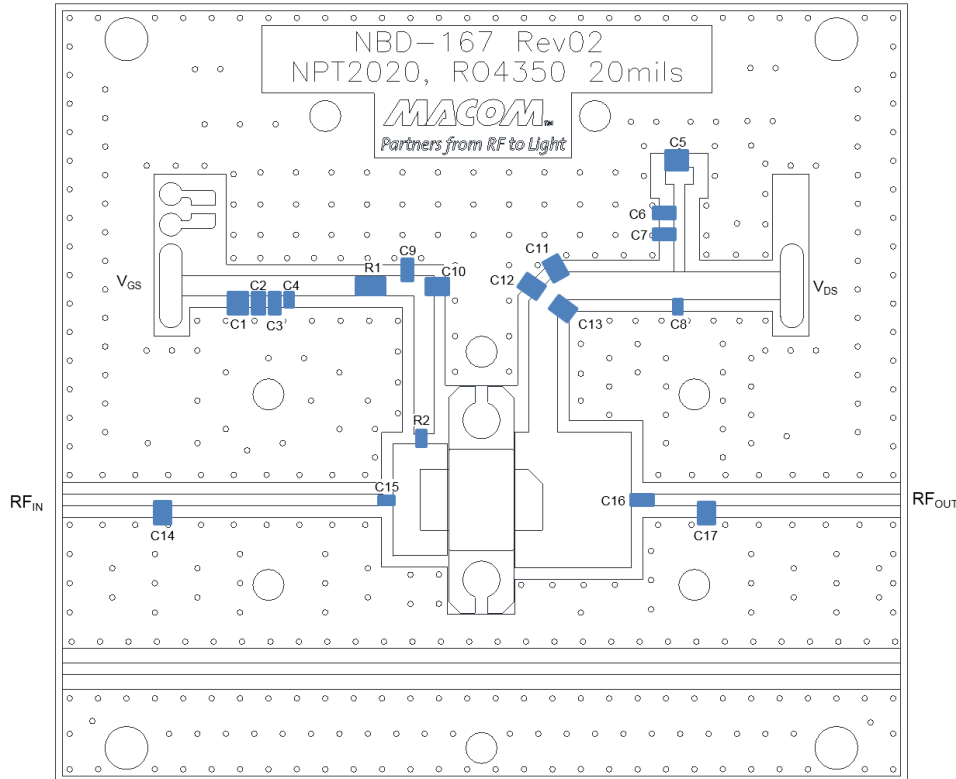 NBD-167 Rev02
NPT2020, RO4350 20mils
MACOM™
Partners from RF to Light
C5
C6
C7
C9
C11
R1
C10
C12
VGS
VDS
C2
C4
C1
C3
C13
C8
R2
C15
RFIN
C16
RFOUT
C14
C17